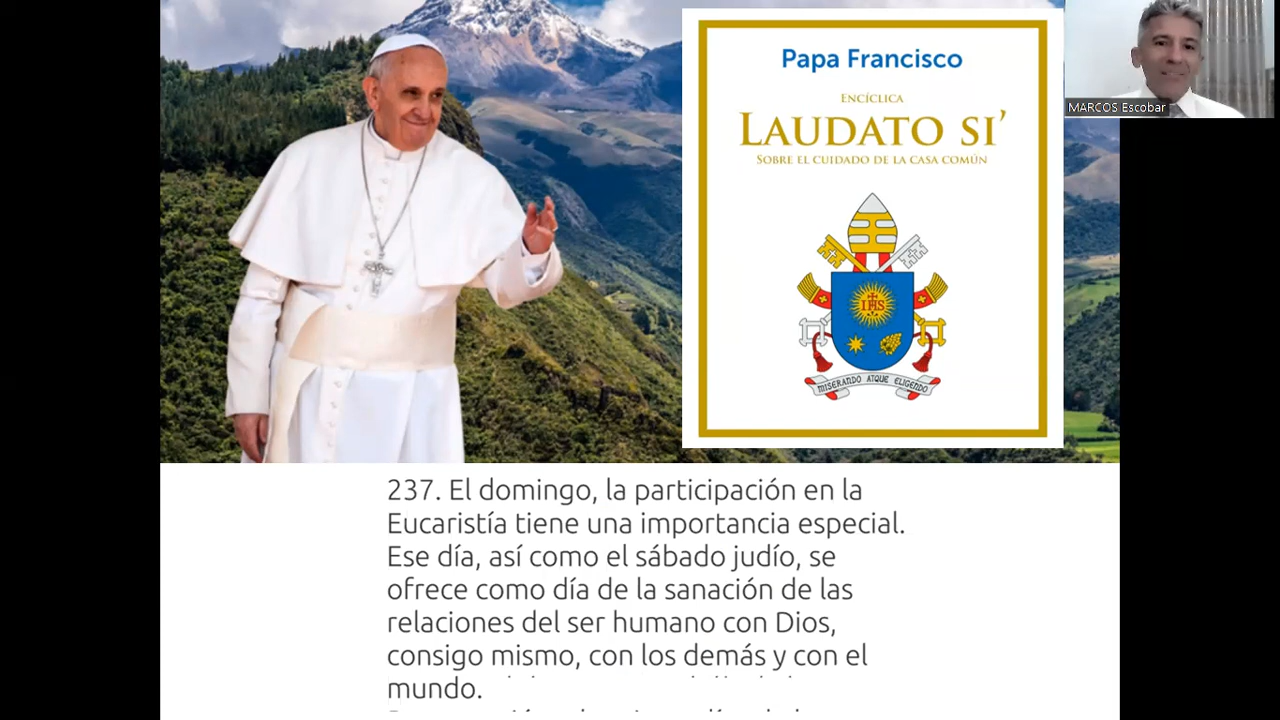 Papa Francisco
ENCÍCLICA
LAUDATO SI’
SOBRE EL CUIDADO DE LA CASA COMÚN
IHS
MISERANDO ATQUE ELIGENDO
MARCOS Escobar
237. El domingo, la participación en la
Eucaristía tiene una importancia especial.
Ese día, así como el sábado judío, se
ofrece como día de la sanación de las
relaciones del ser humano con Dios,
consigo mismo, con los demás y con el
mundo.